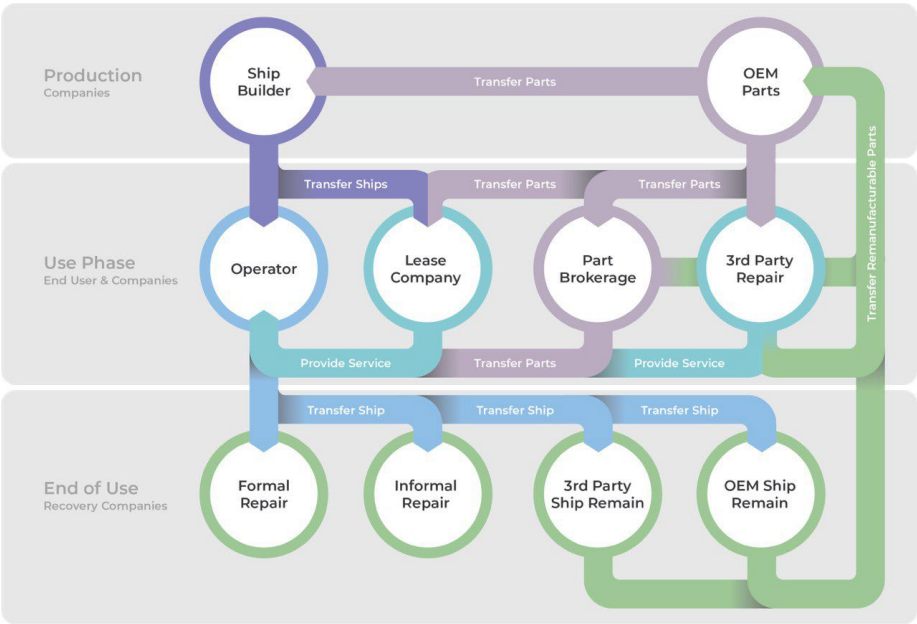 Production
Companies
Ship
Builder
Transfer Parts
OEM
Parts
Transfer Remanufacturable Parts
Transfer Ships
Transfer Parts
Transfer Parts
Use Phase
End User & Companies
Operator
Lease
Company
Part
Brokerage
3rd Party
Repair
Provide Service
Transfer Parts
Provide Service
Transfer Ship
Transfer Ship
Transfer Ship
End of Use
Recovery Companies
Formal
Repair
Informal
Repair
3rd Party
Ship Remain
OEM Ship
Remain